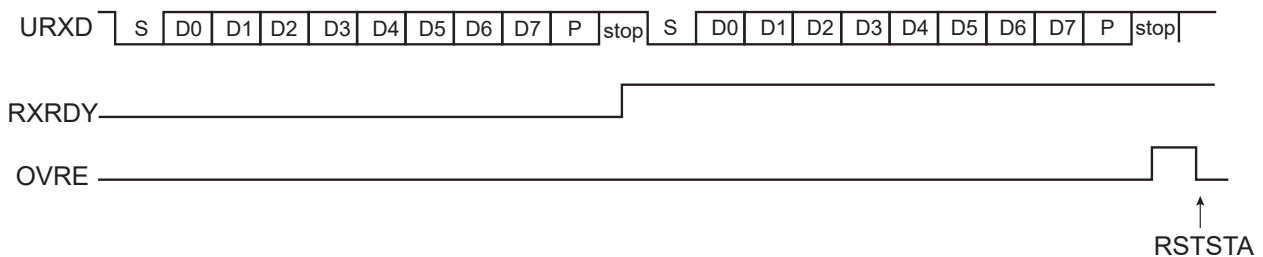 URXD S D0 D1 D2 D3 D4 D5 D6 D7 P stop S D0 D1 D2 D3 D4 D5 D6 D7 P stop
RXRDY
OVRE
RSTSTA